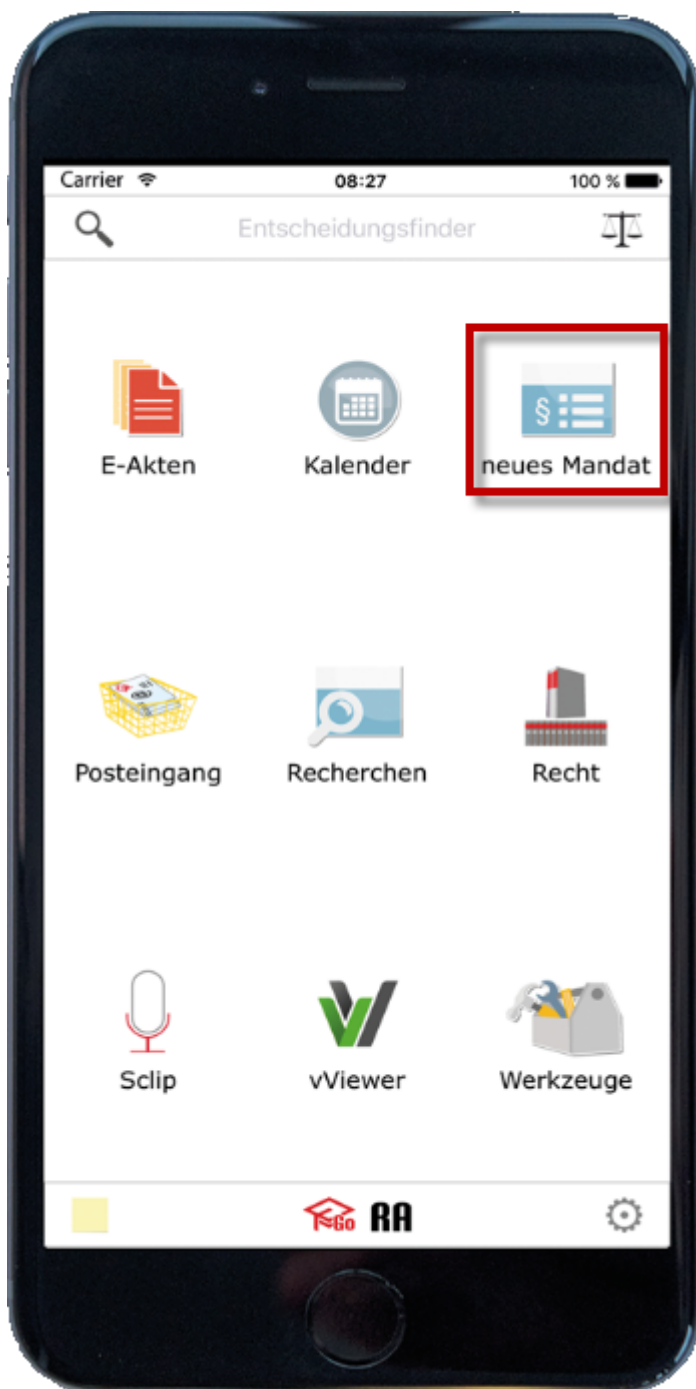 Carrier 08:27 100 %
Entscheidungsfinder
§
E-Akten Kalender neues Mandat
Posteingang Recherchen Recht
Sclip vViewer Werkzeuge
Go RA